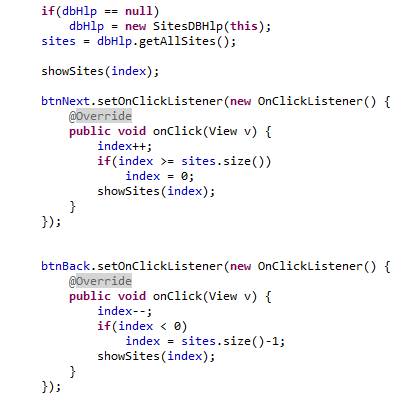 if(dbHlp == null)
dbHlp = new SitesDBHlp(this);
sites = dbHlp.getAllSites();
showSites(index);
btnNext.setOnClickListener(new OnClickListener() {
@Override
public void onClick(View v) {
index++;
if(index >= sites.size())
index = 0;
showSites(index);
}
});
btnBack.setOnClickListener(new OnClickListener() {
@Override
public void onClick(View v) {
index--;
if(index < 0)
index = sites.size()-1;
showSites(index);
}
});